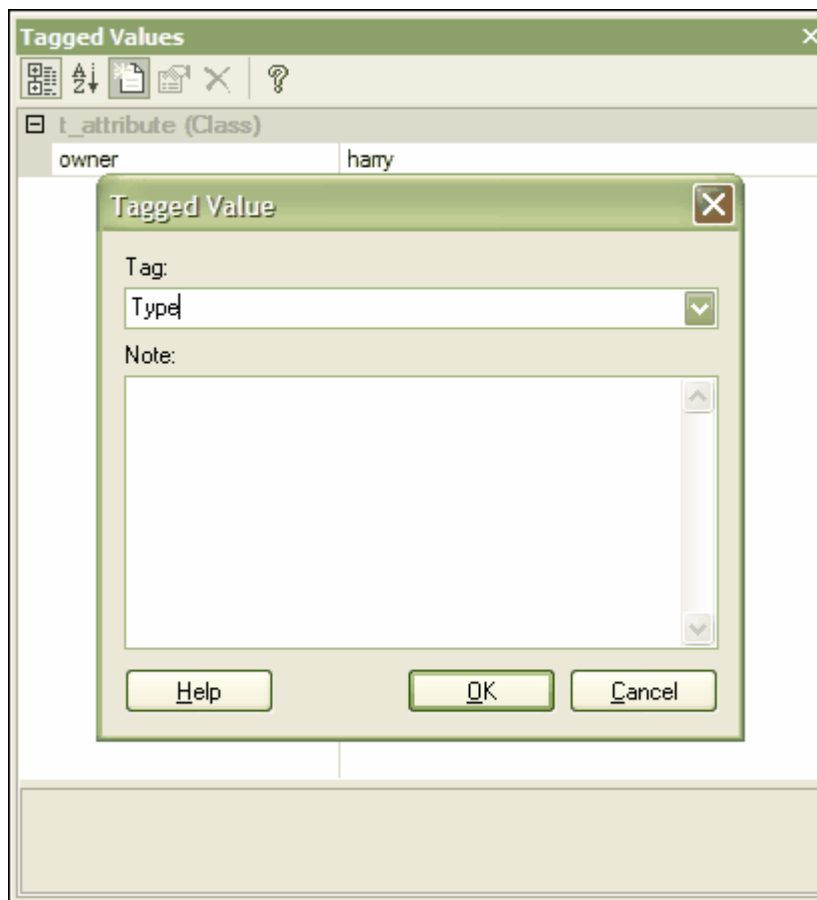 Tagged Values
t_attribute (Class)
owner harry
Tagged Value
Tag:
Type
Note:
Help OK Cancel